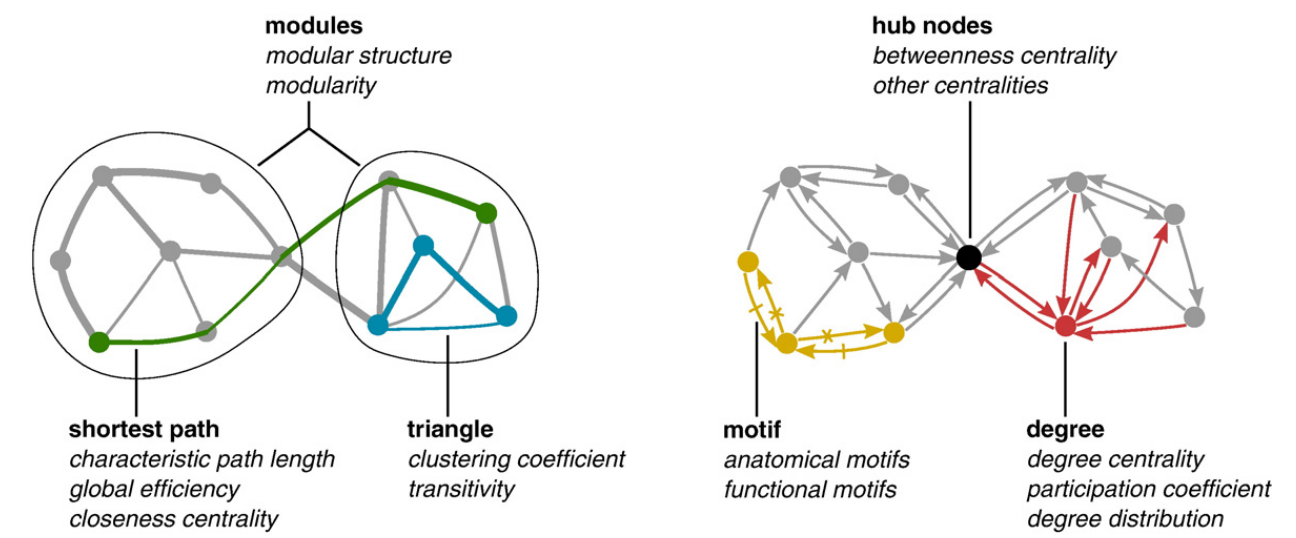 modules
modular structure
modularity
hub nodes
betweenness centrality
other centralities
shortest path
characteristic path length
global efficiency
closeness centrality
triangle
clustering coefficient
transitivity
motif
anatomical motifs
functional motifs
degree
degree centrality
participation coefficient
degree distribution